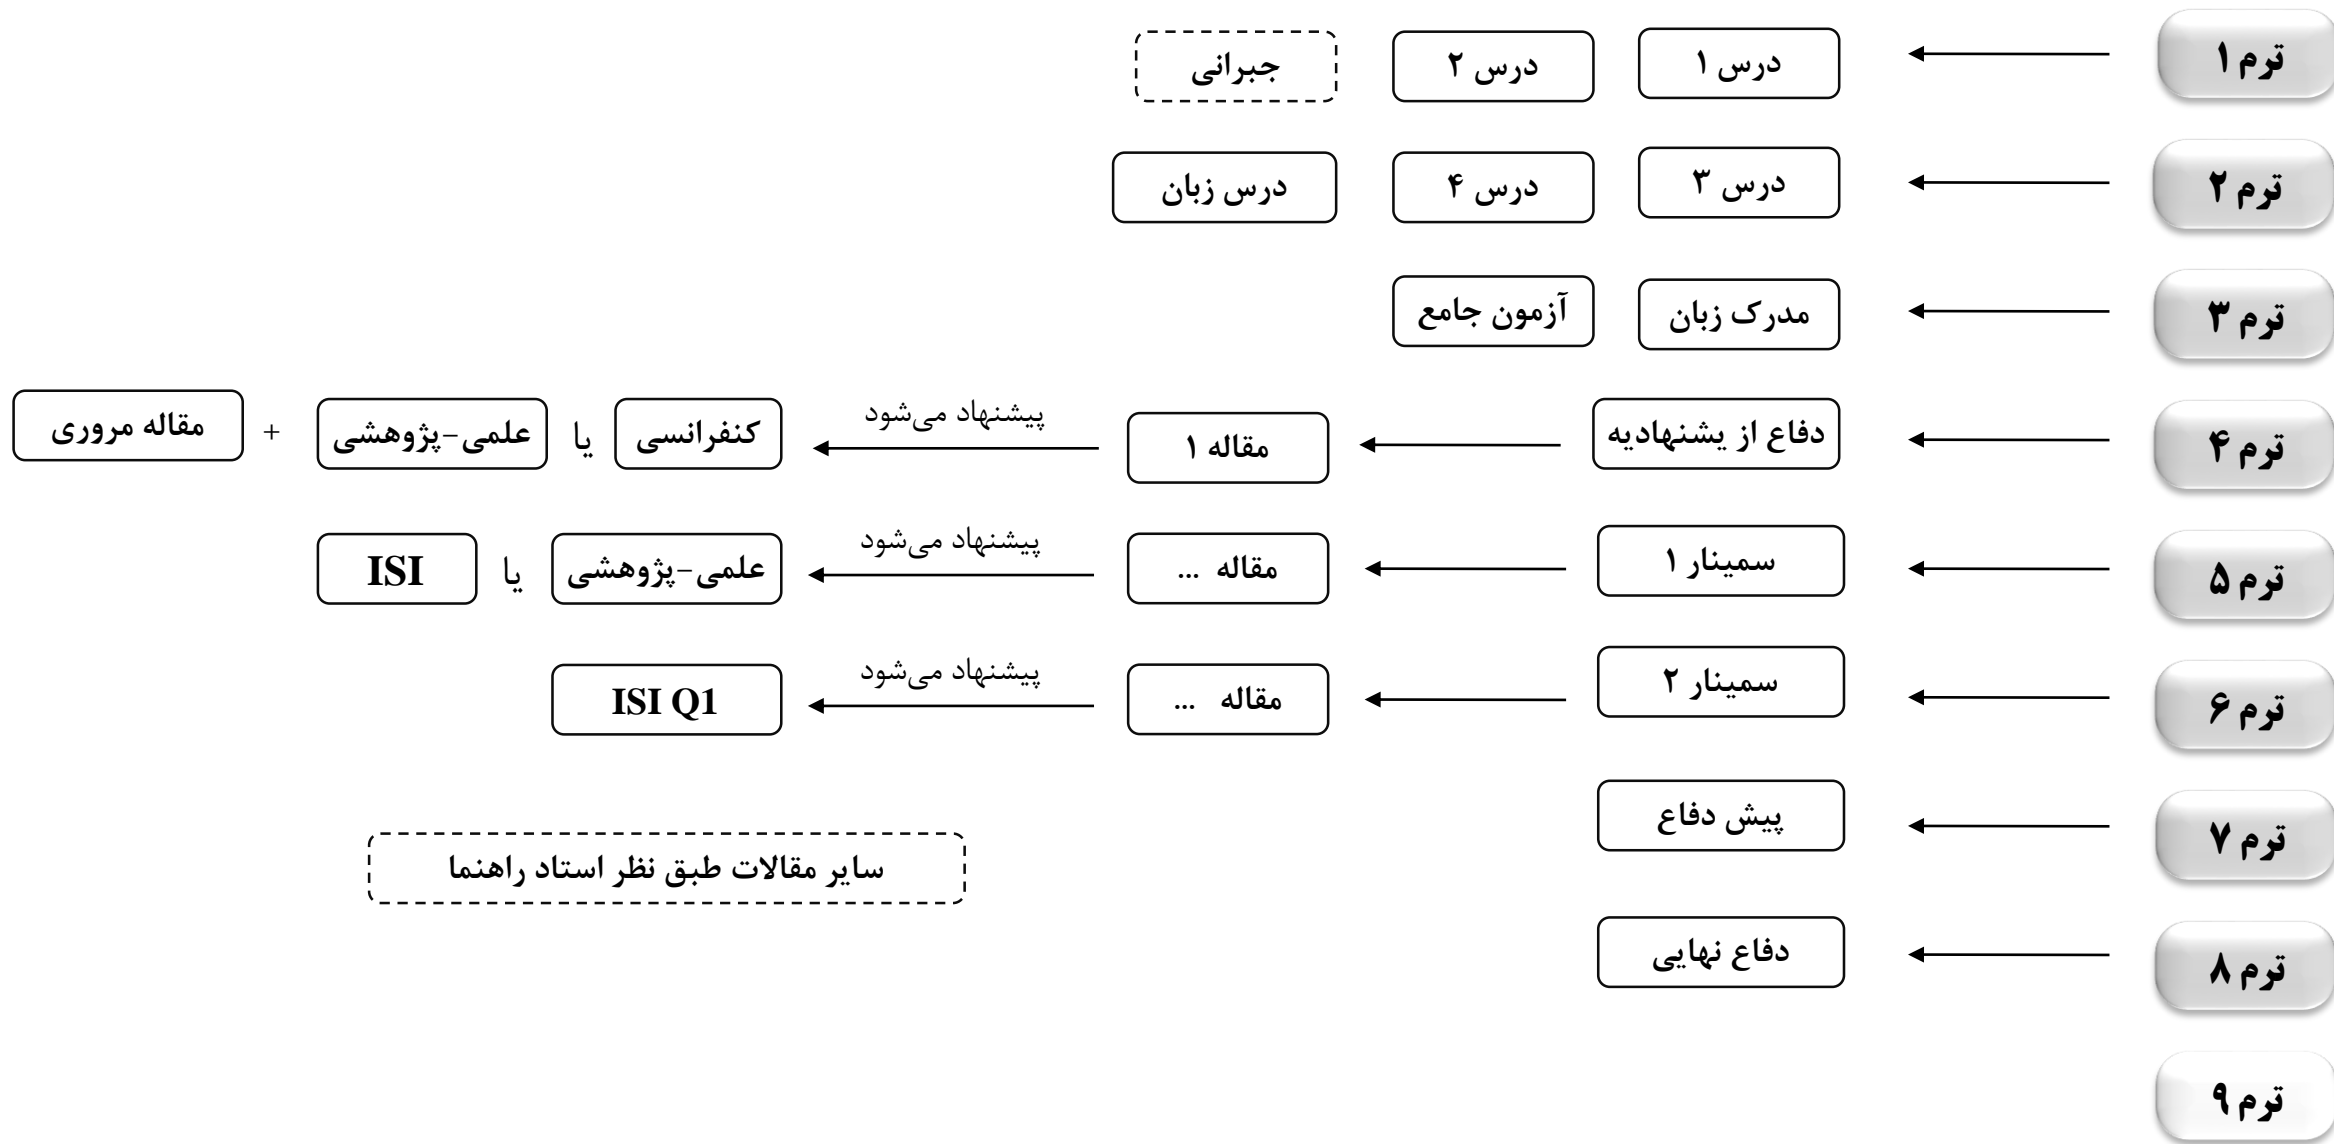 ترم ۱
درس ۱
درس ۲
جبرانی
ترم ۲
درس ۳
درس ۴
درس زبان
ترم ۳
مدرک زبان
آزمون جامع
ترم ۴
دفاع از پشنهادیه
مقاله ۱
پیشنهاد می‌شود
کنفرانسی
یا
علمی-پژوهشی
+
مقاله مروری
ترم ۵
سمینار ۱
مقاله ...
پیشنهاد می‌شود
علمی-پژوهشی
یا
ISI
ترم ۶
سمینار ۲
مقاله ...
پیشنهاد می‌شود
ISI Q1
ترم ۷
پیش دفاع
سایر مقالات طبق نظر استاد راهنما
ترم ۸
دفاع نهایی
ترم ۹